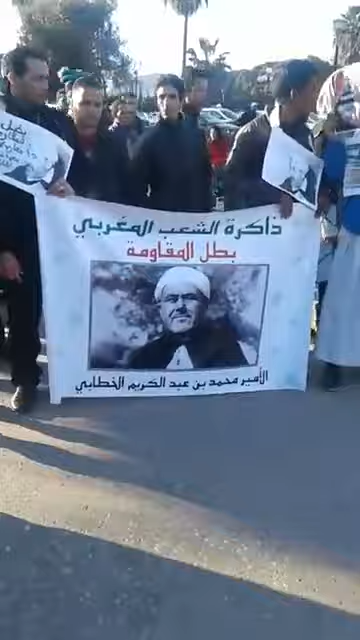 ذاكرة الشعب المغربي
بطل المقاومة
الأمير محمد بن عبد الكريم الخطابي